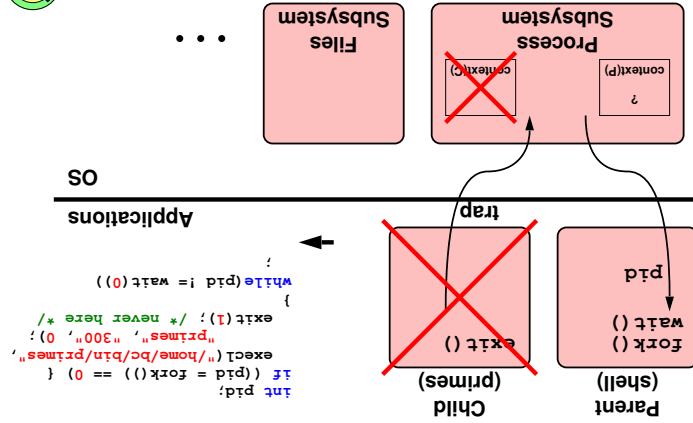 Parent
(shell)
fork()
wait()
pid
Child
(primes)
exit()
int pid;
if ((pid = fork()) == 0) {
execl("/home/bc/bin/primes",
"primes", "300", 0);
exit(1); /* never here */
}
while(pid != wait(0))
;
trap
Applications
OS
?
context(P)
context(C)
Process
Subsystem
Files
Subsystem
. . .